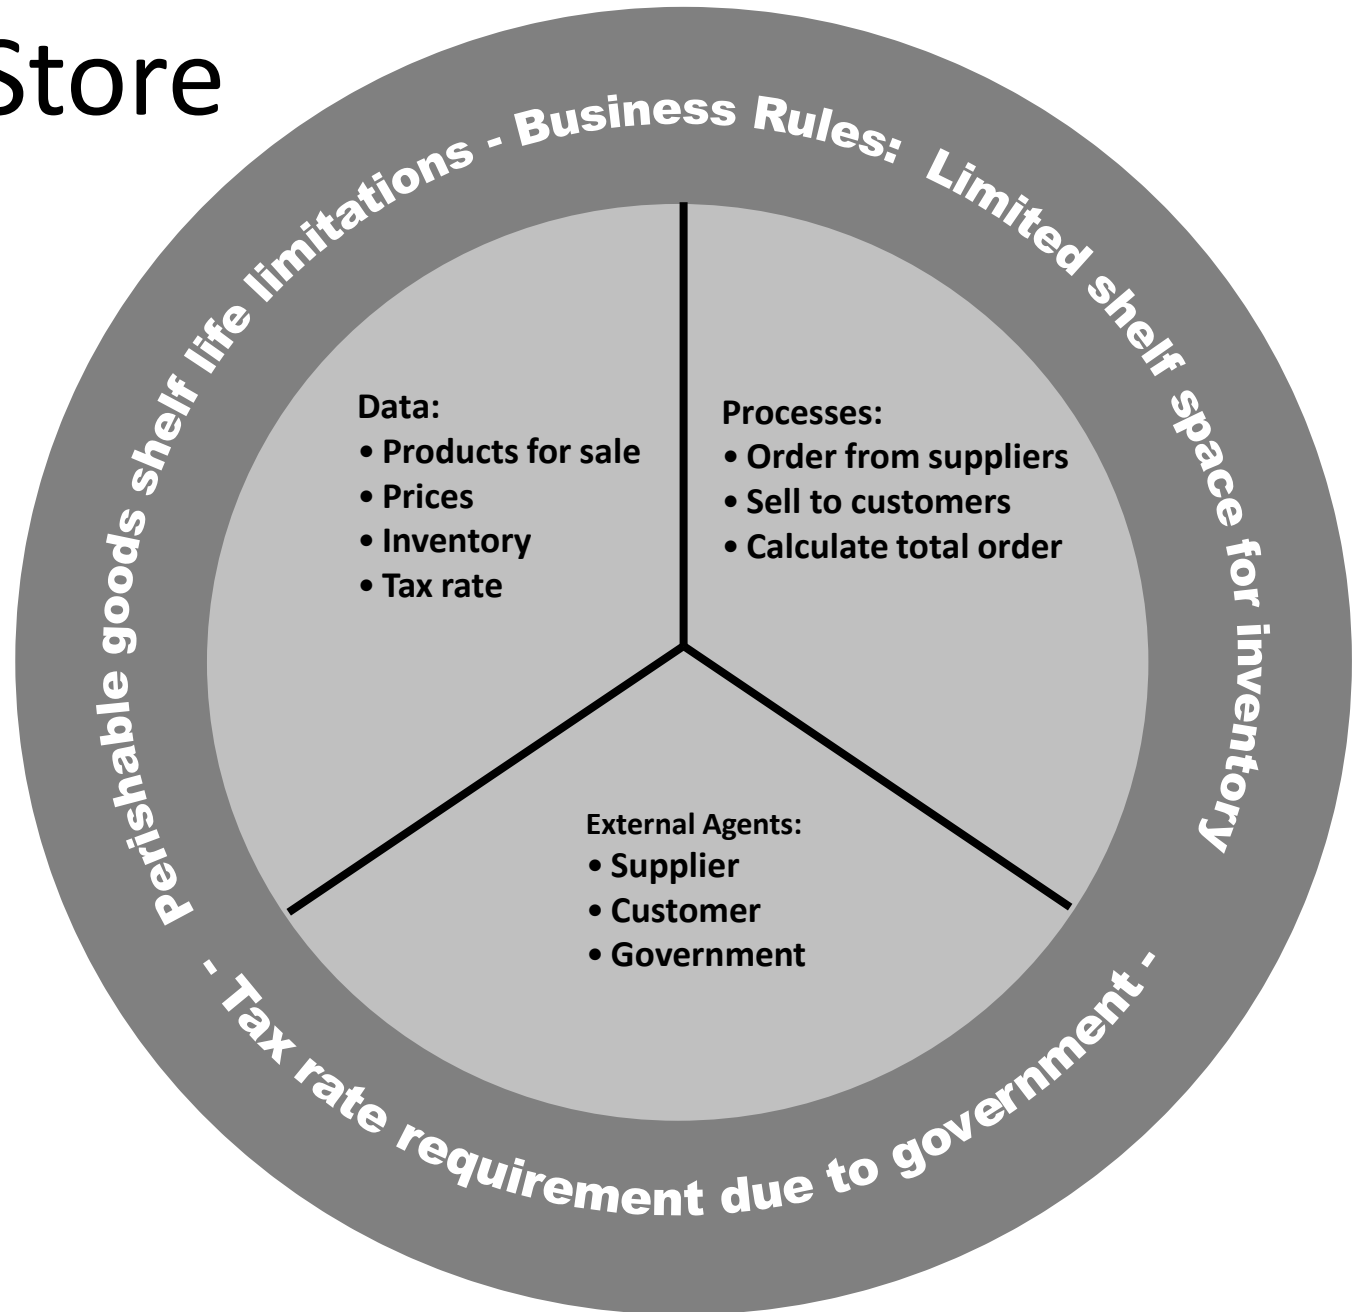 Store
Business Rules: Limited shelf space for inventory
- Tax rate requirement due to government -
Perishable goods shelf life limitations -
Data:
• Products for sale
• Prices
• Inventory
• Tax rate
Processes:
• Order from suppliers
• Sell to customers
• Calculate total order
External Agents:
• Supplier
• Customer
• Government